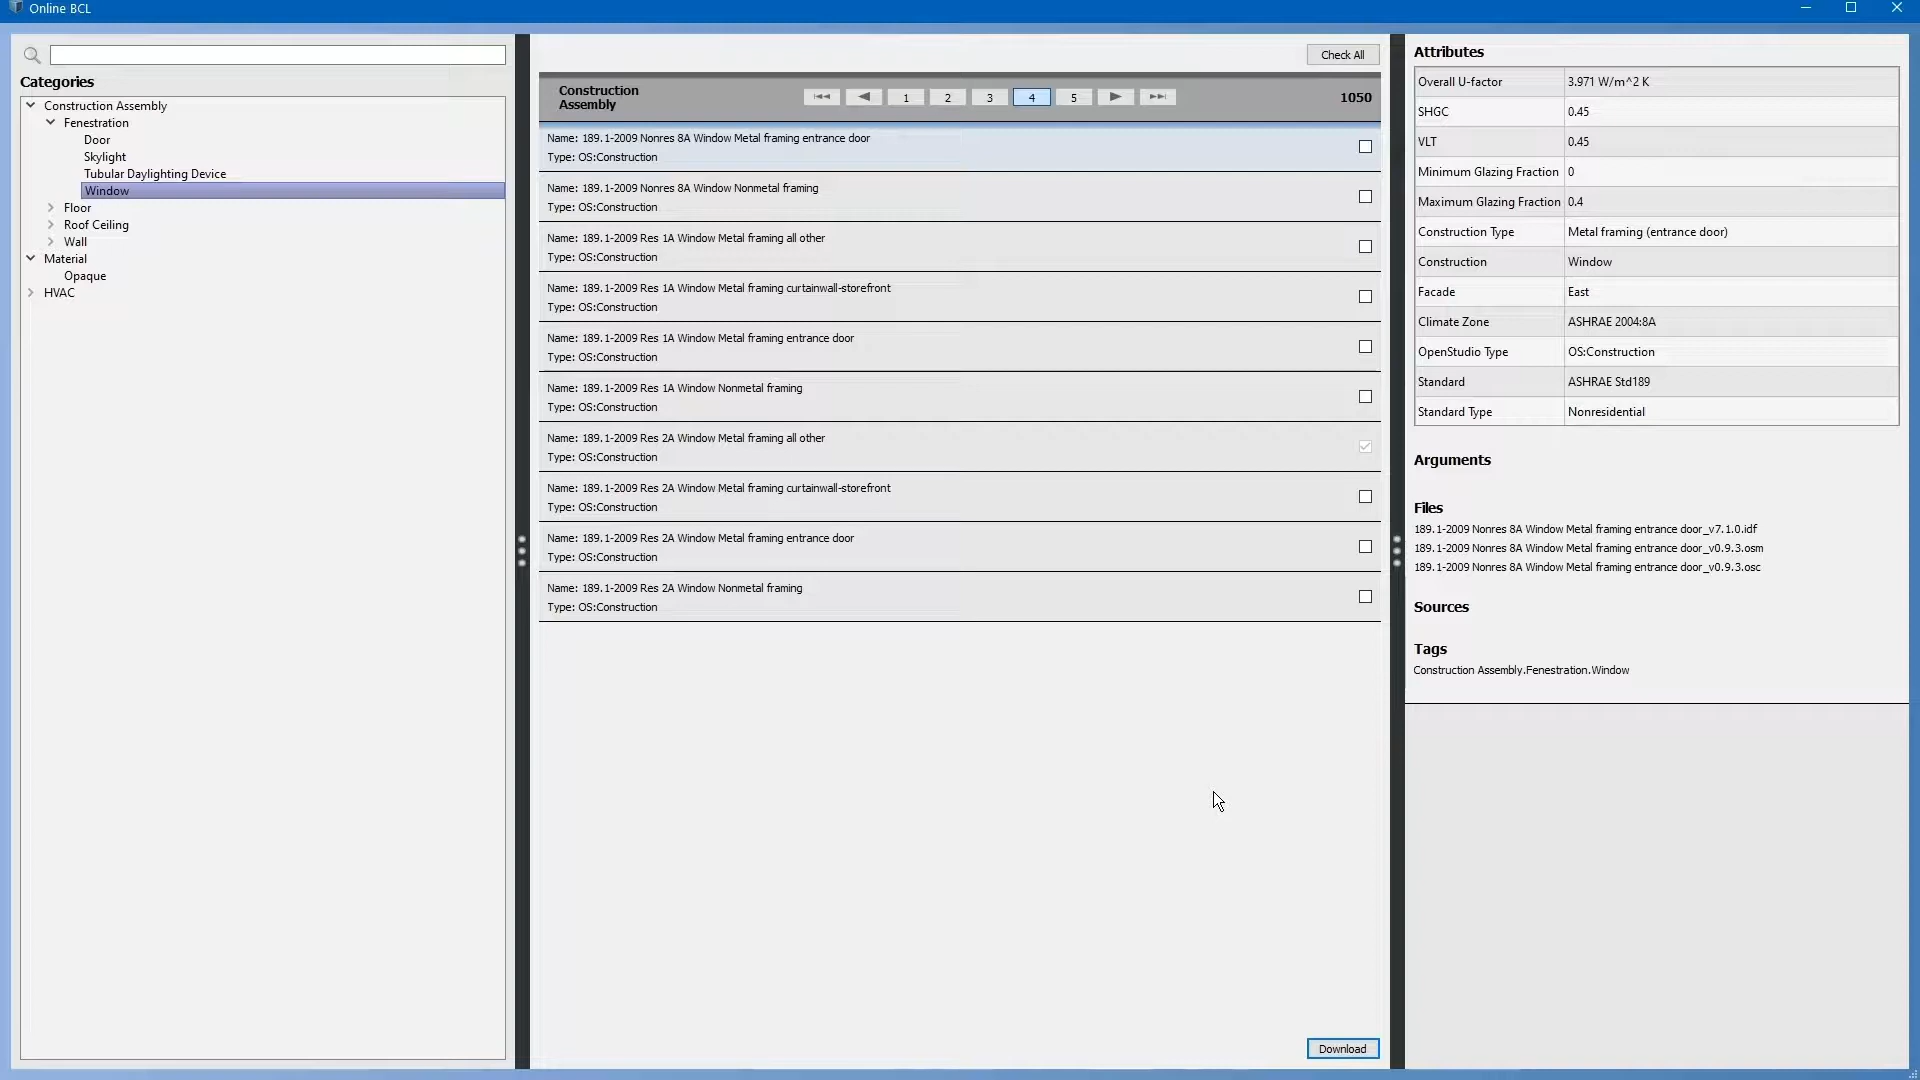 Online BCL
Categories
Construction Assembly
Fenestration
Door
Skylight
Tubular Daylighting Device
Window
Floor
Roof Ceiling
Wall
Material
Opaque
HVAC
Check All
Construction
Assembly
1 2 3 4 5
1050
Name: 189.1-2009 Nonres 8A Window Metal framing entrance door
Type: OS:Construction
Name: 189.1-2009 Nonres 8A Window Nonmetal framing
Type: OS:Construction
Name: 189.1-2009 Res 1A Window Metal framing all other
Type: OS:Construction
Name: 189.1-2009 Res 1A Window Metal framing curtainwall-storefront
Type: OS:Construction
Name: 189.1-2009 Res 1A Window Metal framing entrance door
Type: OS:Construction
Name: 189.1-2009 Res 1A Window Nonmetal framing
Type: OS:Construction
Name: 189.1-2009 Res 2A Window Metal framing all other
Type: OS:Construction
Name: 189.1-2009 Res 2A Window Metal framing curtainwall-storefront
Type: OS:Construction
Name: 189.1-2009 Res 2A Window Metal framing entrance door
Type: OS:Construction
Name: 189.1-2009 Res 2A Window Nonmetal framing
Type: OS:Construction
Download
Attributes
Overall U-factor 3.971 W/m^2 K
SHGC 0.45
VLT 0.45
Minimum Glazing Fraction 0
Maximum Glazing Fraction 0.4
Construction Type Metal framing (entrance door)
Construction Window
Facade East
Climate Zone ASHRAE 2004:8A
OpenStudio Type OS:Construction
Standard ASHRAE Std189
Standard Type Nonresidential
Arguments
Files
189.1-2009 Nonres 8A Window Metal framing entrance door_v7.1.0.idf
189.1-2009 Nonres 8A Window Metal framing entrance door_v0.9.3.osm
189.1-2009 Nonres 8A Window Metal framing entrance door_v0.9.3.osc
Sources
Tags
Construction Assembly.Fenestration.Window